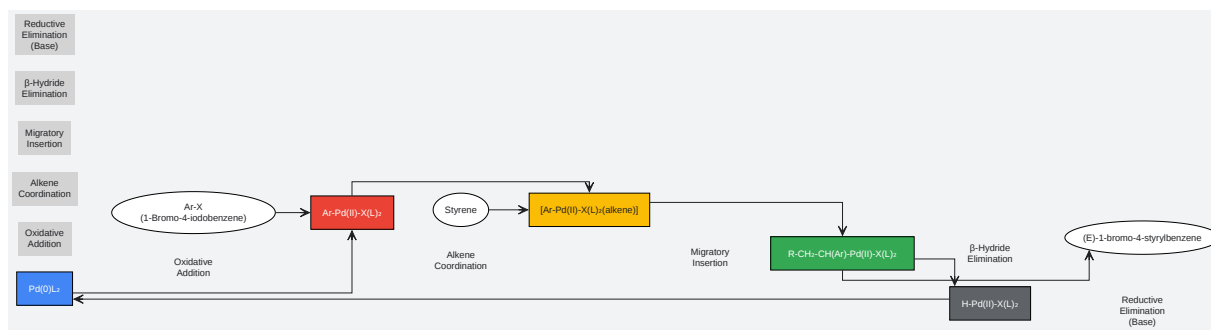 Reductive
Elimination
(Base)
β-Hydride
Elimination
Migratory
Insertion
Alkene
Coordination
Oxidative
Addition
Pd(0)L₂
Ar-X
(1-Bromo-4-iodobenzene)
Oxidative
Addition
Ar-Pd(II)-X(L)₂
Styrene
Alkene
Coordination
[Ar-Pd(II)-X(L)₂(alkene)]
Migratory
Insertion
R-CH₂-CH(Ar)-Pd(II)-X(L)₂
β-Hydride
Elimination
H-Pd(II)-X(L)₂
(E)-1-bromo-4-styrylbenzene
Reductive
Elimination
(Base)